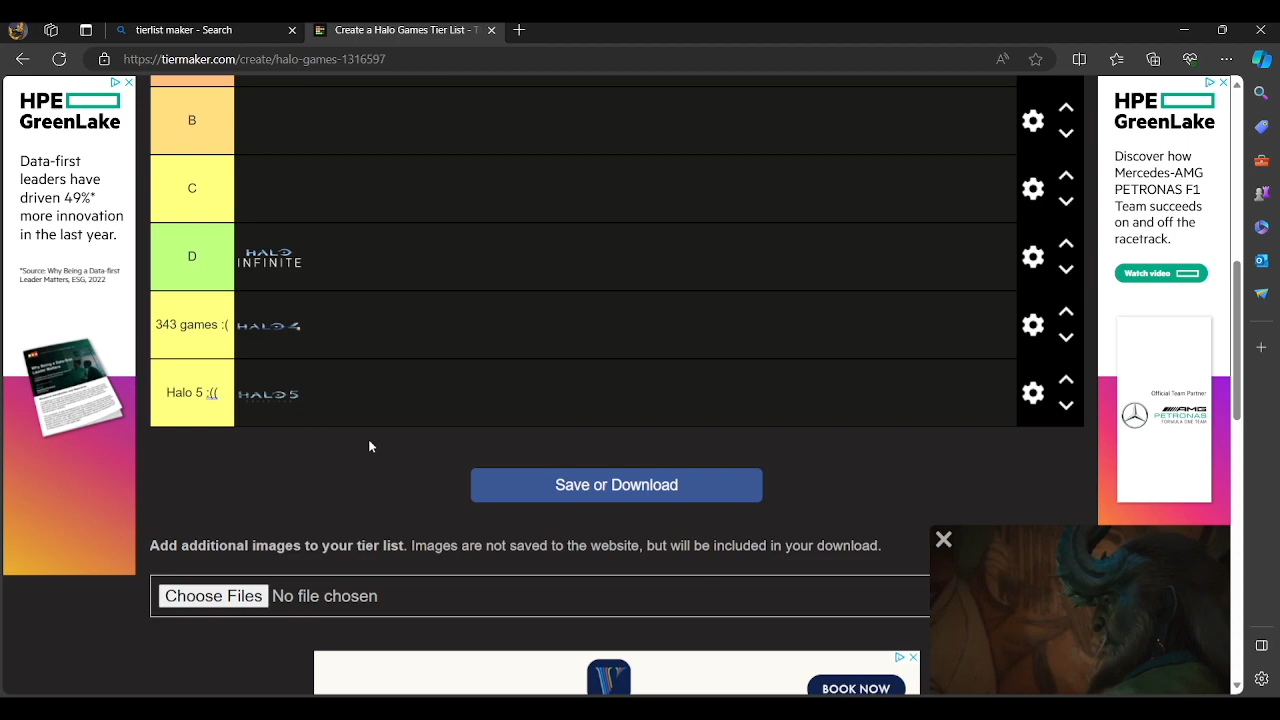 tierlist maker - Search
Create a Halo Games Tier List - T
https://tiermaker.com/create/halo-games-1316597
HPE
GreenLake
Data-first
leaders have
driven 49%*
more innovation
in the last year.
*Source: Why Being a Data-first
Leader Matters, ESG, 2022
B
C
D
HALO
INFINITE
343 games :(
HALO 4
Halo 5 :((
HALO 5
Save or Download
Add additional images to your tier list. Images are not saved to the website, but will be included in your download.
Choose Files No file chosen
BOOK NOW
HPE
GreenLake
Discover how
Mercedes-AMG
PETRONAS F1
Team succeeds
on and off the
racetrack.
Watch video
Official Team Partner
AMG
PETRONAS
FORMULA ONE TEAM